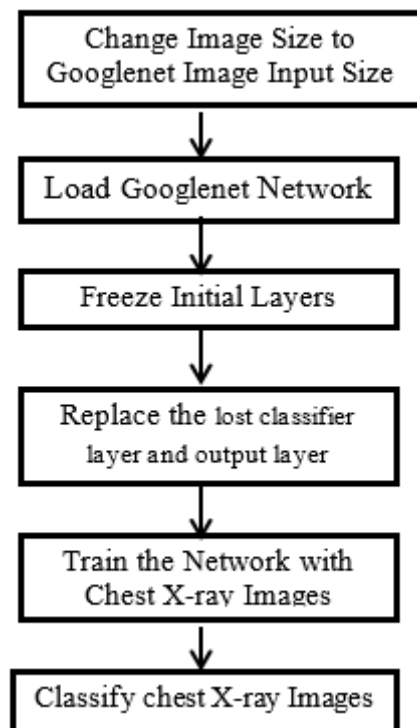 Change Image Size to
Googlenet Image Input Size
Load Googlenet Network
Freeze Initial Layers
Replace the lost classifier
layer and output layer
Train the Network with
Chest X-ray Images
Classify chest X-ray Images